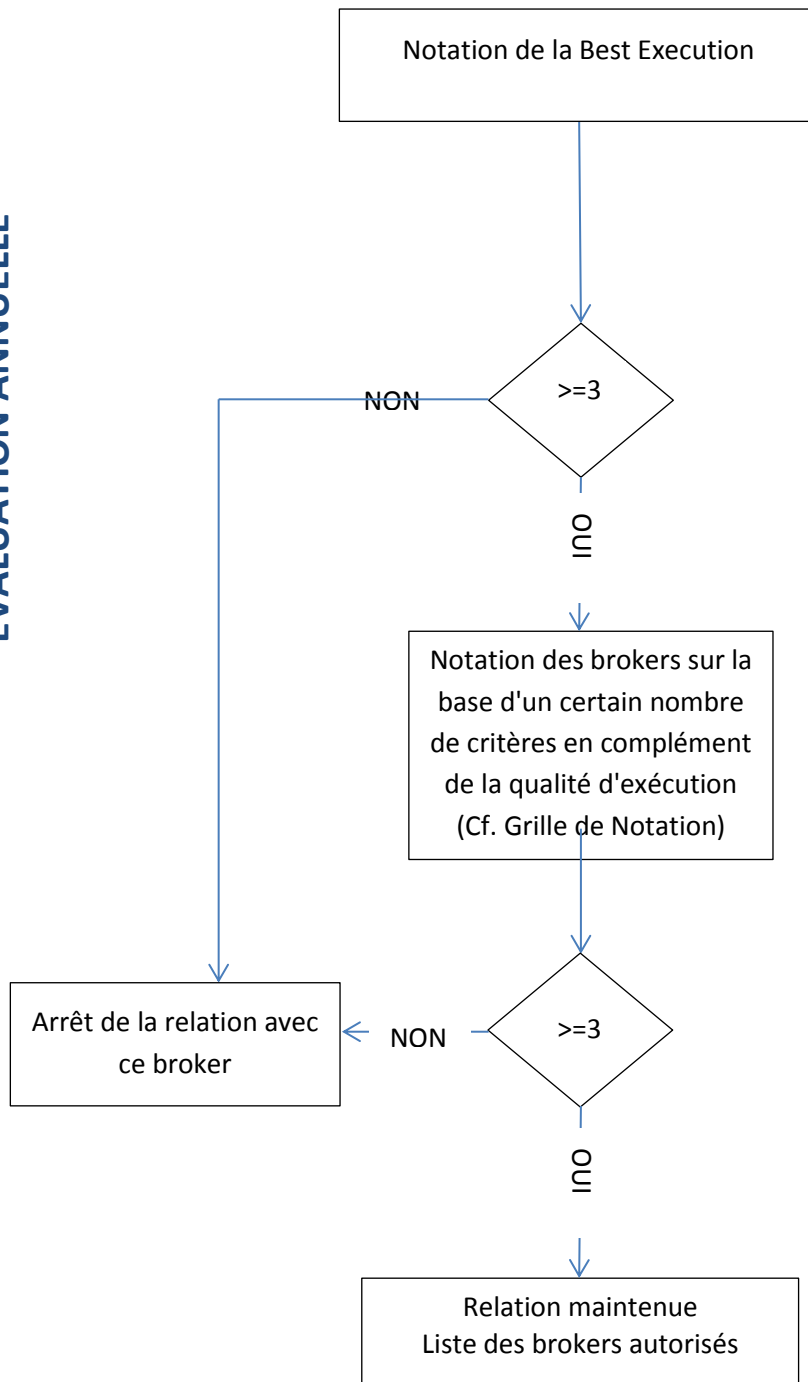 EVALUATION ANNUELLE
Notation de la Best Execution
>=3
NON
OUI
Notation des brokers sur la
base d'un certain nombre
de critères en complément
de la qualité d'exécution
(Cf. Grille de Notation)
Arrêt de la relation avec
ce broker
NON
>=3
OUI
Relation maintenue
Liste des brokers autorisés